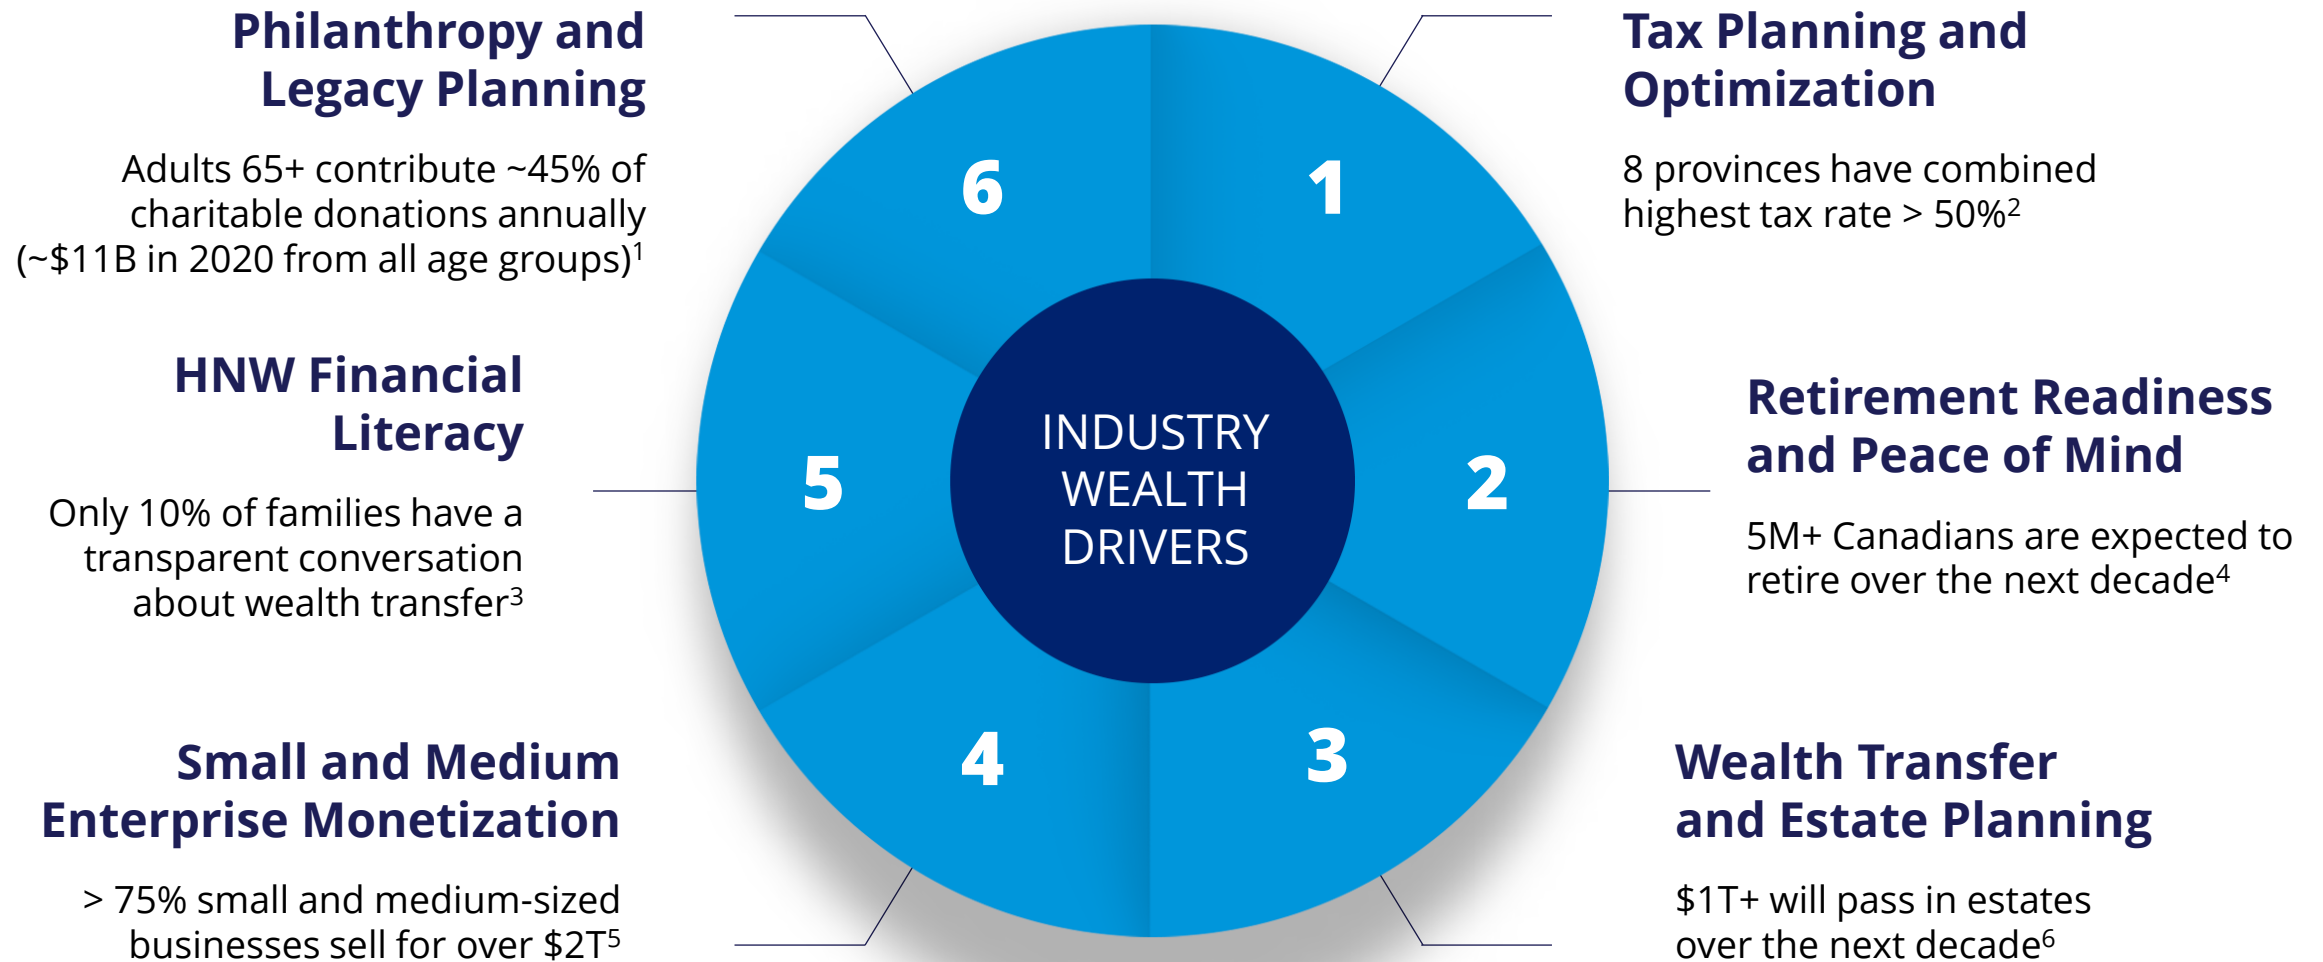 Philanthropy and
Legacy Planning
Adults 65+ contribute ~45% of
charitable donations annually
(~$11B in 2020 from all age groups)¹
HNW Financial
Literacy
Only 10% of families have a
transparent conversation
about wealth transfer³
Small and Medium
Enterprise Monetization
> 75% small and medium-sized
businesses sell for over $2T⁵
6
1
5
INDUSTRY
WEALTH
DRIVERS
2
4
3
Tax Planning and
Optimization
8 provinces have combined
highest tax rate > 50%²
Retirement Readiness
and Peace of Mind
5M+ Canadians are expected to
retire over the next decade⁴
Wealth Transfer
and Estate Planning
$1T+ will pass in estates
over the next decade⁶